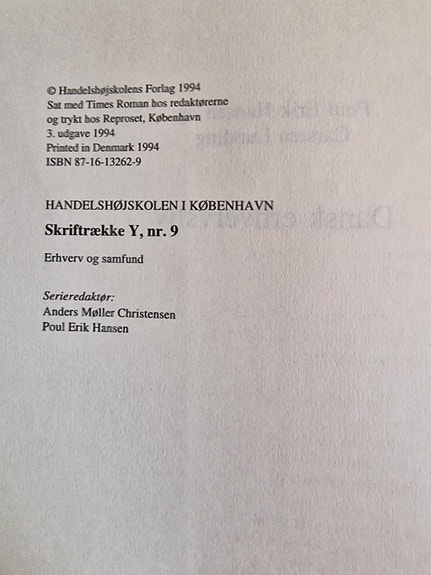 © Handelshøjskolens Forlag 1994
Sat med Times Roman hos redaktørerne
og trykt hos Reproset, København
3. udgave 1994
Printed in Denmark 1994
ISBN 87-16-13262-9
HANDELSHØJSKOLEN I KØBENHAVN
Skriftrække Y, nr. 9
Erhverv og samfund
Serieredaktør:
Anders Møller Christensen
Poul Erik Hansen